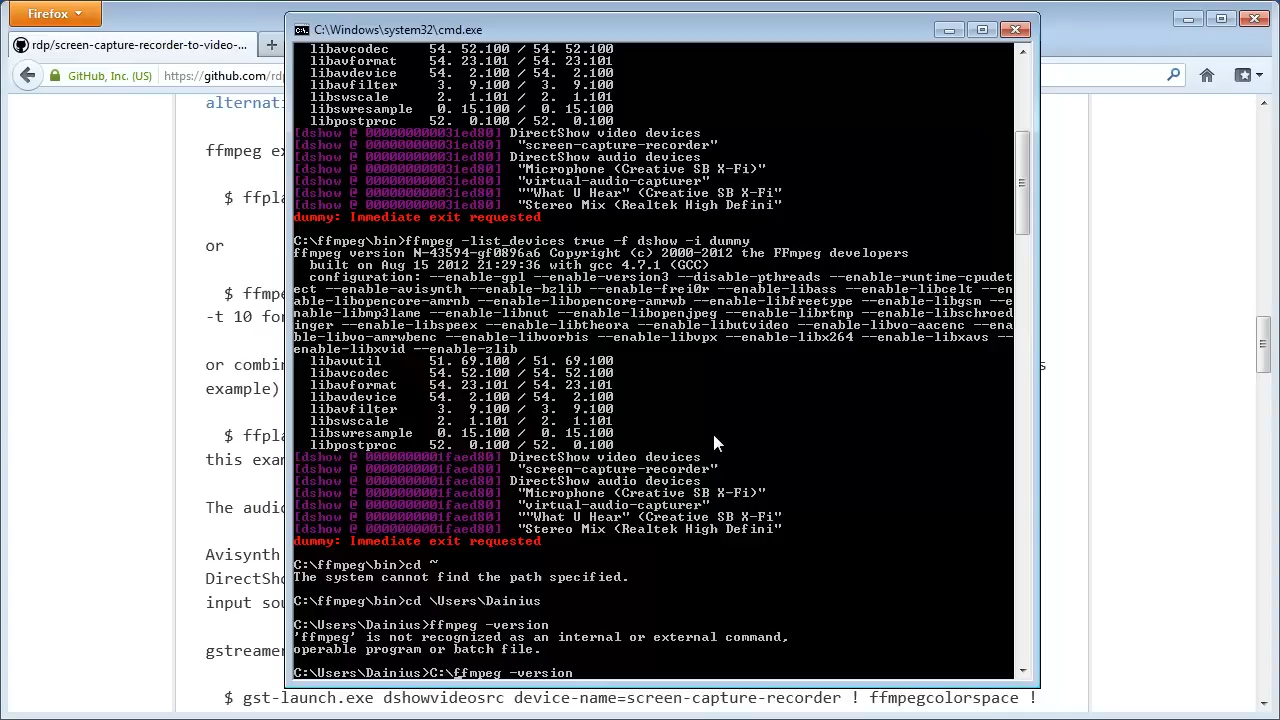 Firefox
C:\Windows\system32\cmd.exe
rdp/screen-capture-recorder-to-video-...
GitHub, Inc. (US)
https://github.com/rd
alternati
ffmpeg ex
$ ffpla
or
$ ffmpe
-t 10 for
or combin
s
example)
$ ffpla
this exam
The audio
Avisynth
DirectSho
input sou
gstreamer
$ gst-launch.exe dshowvideosrc device-name=screen-capture-recorder ! ffmpegcolorspace !
libavcodec 54. 52.100 / 54. 52.100
libavformat 54. 23.101 / 54. 23.101
libavdevice 54. 2.100 / 54. 2.100
libavfilter 3. 9.100 / 3. 9.100
libswscale 2. 1.101 / 2. 1.101
libswresample 0. 15.100 / 0. 15.100
libpostproc 52. 0.100 / 52. 0.100
[dshow @ 000000000031ed80] DirectShow video devices
[dshow @ 000000000031ed80] "screen-capture-recorder"
[dshow @ 000000000031ed80] DirectShow audio devices
[dshow @ 000000000031ed80] "Microphone (Creative SB X-Fi)"
[dshow @ 000000000031ed80] "virtual-audio-capturer"
[dshow @ 000000000031ed80] ""What U Hear" (Creative SB X-Fi"
[dshow @ 000000000031ed80] "Stereo Mix (Realtek High Defini"
dummy: Immediate exit requested
C:\ffmpeg\bin>ffmpeg -list_devices true -f dshow -i dummy
ffmpeg version N-43594-gf0896a6 Copyright (c) 2000-2012 the FFmpeg developers
built on Aug 15 2012 21:29:36 with gcc 4.7.1 (GCC)
configuration: --enable-gpl --enable-version3 --disable-pthreads --enable-runtime-cpudet
ect --enable-avisynth --enable-bzlib --enable-frei0r --enable-libass --enable-libcelt --en
able-libopencore-amrnb --enable-libopencore-amrwb --enable-libfreetype --enable-libgsm --e
nable-libmp3lame --enable-libnut --enable-libopenjpeg --enable-librtmp --enable-libschroed
inger --enable-libspeex --enable-libtheora --enable-libutvideo --enable-libvo-aacenc --ena
ble-libvo-amrwbenc --enable-libvorbis --enable-libvpx --enable-libx264 --enable-libxavs --
enable-libxvid --enable-zlib
libavutil 51. 69.100 / 51. 69.100
libavcodec 54. 52.100 / 54. 52.100
libavformat 54. 23.101 / 54. 23.101
libavdevice 54. 2.100 / 54. 2.100
libavfilter 3. 9.100 / 3. 9.100
libswscale 2. 1.101 / 2. 1.101
libswresample 0. 15.100 / 0. 15.100
libpostproc 52. 0.100 / 52. 0.100
[dshow @ 0000000001faed80] DirectShow video devices
[dshow @ 0000000001faed80] "screen-capture-recorder"
[dshow @ 0000000001faed80] DirectShow audio devices
[dshow @ 0000000001faed80] "Microphone (Creative SB X-Fi)"
[dshow @ 0000000001faed80] "virtual-audio-capturer"
[dshow @ 0000000001faed80] ""What U Hear" (Creative SB X-Fi"
[dshow @ 0000000001faed80] "Stereo Mix (Realtek High Defini"
dummy: Immediate exit requested
C:\ffmpeg\bin>cd ~
The system cannot find the path specified.
C:\ffmpeg\bin>cd \Users\Dainius
C:\Users\Dainius>ffmpeg -version
'ffmpeg' is not recognized as an internal or external command,
operable program or batch file.
C:\Users\Dainius>C:\ffmpeg -version